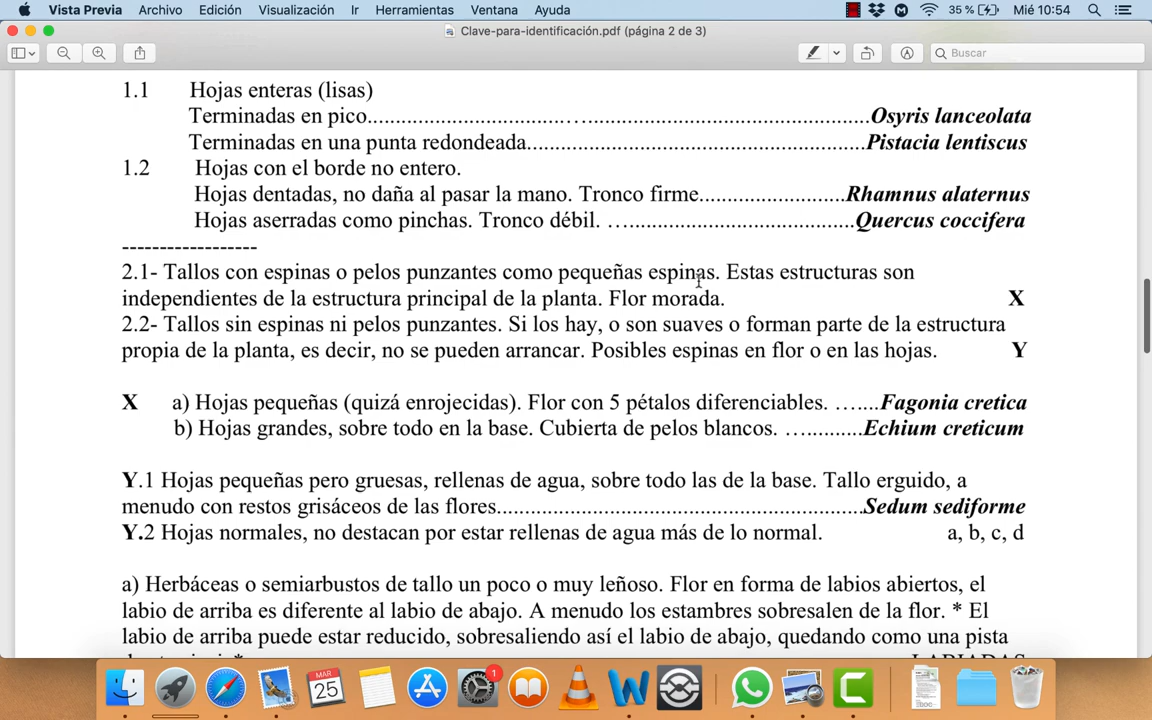 Vista Previa Archivo Edición Visualización Ir Herramientas Ventana Ayuda 35 % Mié 10:54
Clave-para-identificación.pdf (página 2 de 3)
Buscar
1.1 Hojas enteras (lisas)
Terminadas en pico..........................…........................................Osyris lanceolata
Terminadas en una punta redondeada.............................................Pistacia lentiscus
1.2 Hojas con el borde no entero.
Hojas dentadas, no daña al pasar la mano. Tronco firme...................Rhamnus alaternus
Hojas aserradas como pinchas. Tronco débil. …..............................Quercus coccifera
------------------
2.1- Tallos con espinas o pelos punzantes como pequeñas espinas. Estas estructuras son
independientes de la estructura principal de la planta. Flor morada. X
2.2- Tallos sin espinas ni pelos punzantes. Si los hay, o son suaves o forman parte de la estructura
propia de la planta, es decir, no se pueden arrancar. Posibles espinas en flor o en las hojas. Y
X a) Hojas pequeñas (quizá enrojecidas). Flor con 5 pétalos diferenciables. …....Fagonia cretica
b) Hojas grandes, sobre todo en la base. Cubierta de pelos blancos. …..........Echium creticum
Y.1 Hojas pequeñas pero gruesas, rellenas de agua, sobre todo las de la base. Tallo erguido, a
menudo con restos grisáceos de las flores.................................................Sedum sediforme
Y.2 Hojas normales, no destacan por estar rellenas de agua más de lo normal. a, b, c, d
a) Herbáceas o semiarbustos de tallo un poco o muy leñoso. Flor en forma de labios abiertos, el
labio de arriba es diferente al labio de abajo. A menudo los estambres sobresalen de la flor. * El
labio de arriba puede estar reducido, sobresaliendo así el labio de abajo, quedando como una pista
LABIADAS
MAR
25
1